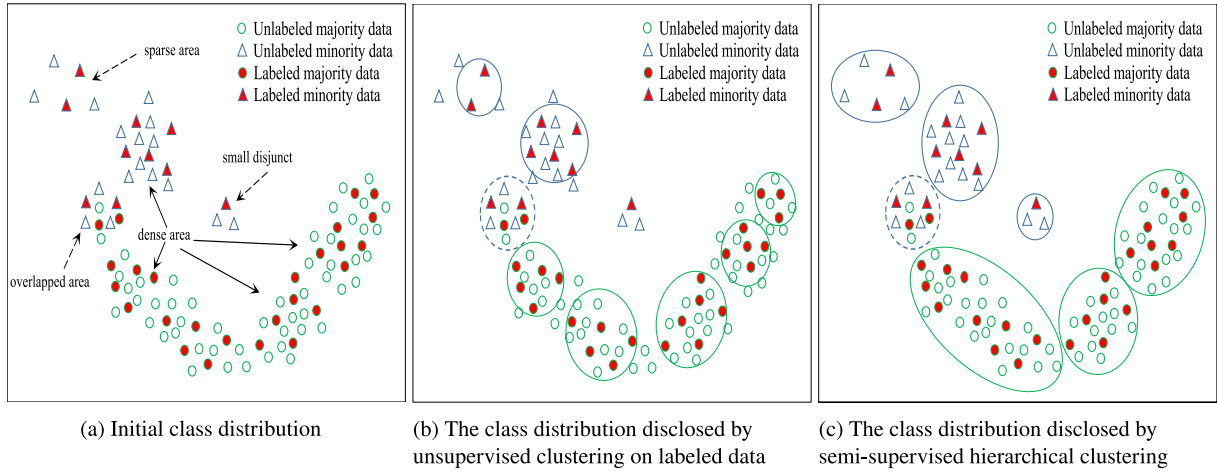 Unlabeled majority data
Unlabeled minority data
Labeled majority data
Labeled minority data
sparse area
small disjunct
dense area
overlapped area
(a) Initial class distribution
Unlabeled majority data
Unlabeled minority data
Labeled majority data
Labeled minority data
(b) The class distribution disclosed by
unsupervised clustering on labeled data
Unlabeled majority data
Unlabeled minority data
Labeled majority data
Labeled minority data
(c) The class distribution disclosed by
semi-supervised hierarchical clustering